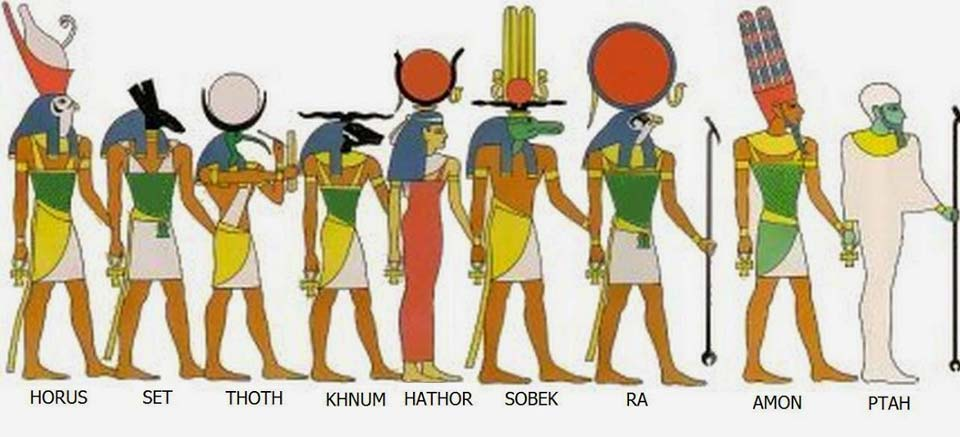 HORUS SET THOTH KHNUM HATHOR SOBEK RA AMON PTAH